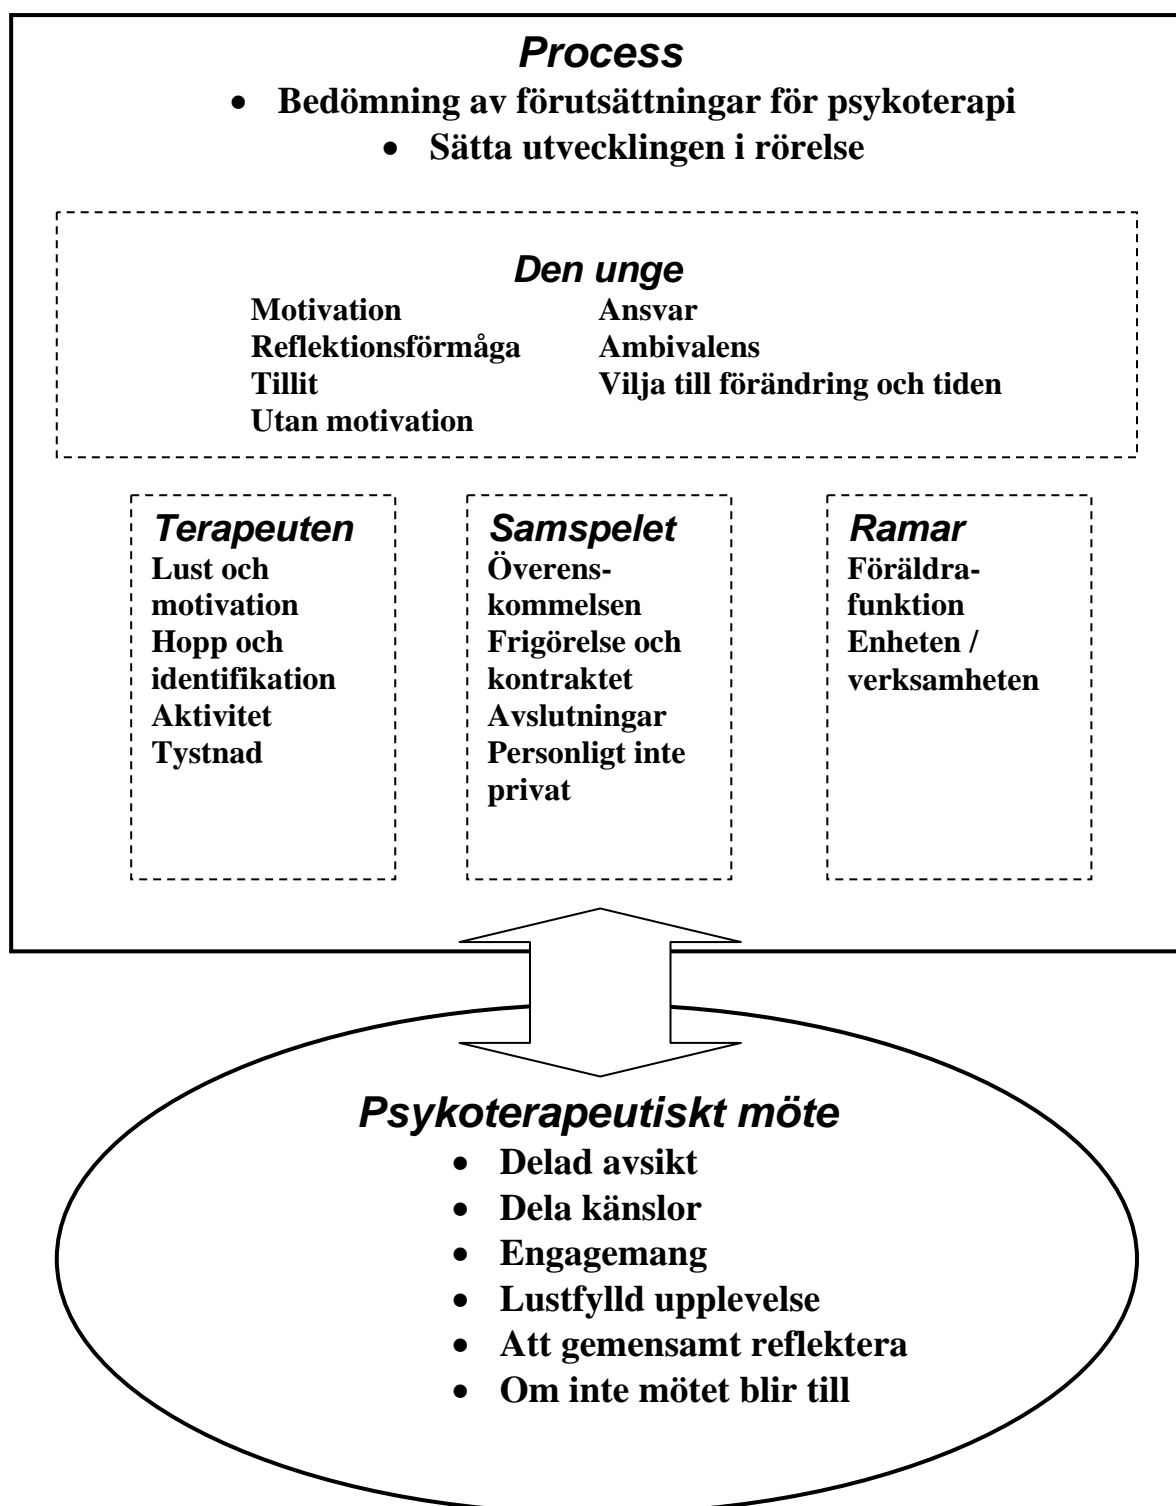 Process
• Bedömning av förutsättningar för psykoterapi
• Sätta utvecklingen i rörelse
Den unge
Motivation
Reflektionsförmåga
Tillit
Utan motivation
Ansvar
Ambivalens
Vilja till förändring och tiden
Terapeuten
Lust och
motivation
Hopp och
identifikation
Aktivitet
Tystnad
Samspelet
Överens-
kommelsen
Frigörelse och
kontraktet
Avslutningar
Personligt inte
privat
Ramar
Föräldra-
funktion
Enheten /
verksamheten
Psykoterapeutiskt möte
• Delad avsikt
• Dela känslor
• Engagemang
• Lustfylld upplevelse
• Att gemensamt reflektera
• Om inte mötet blir till